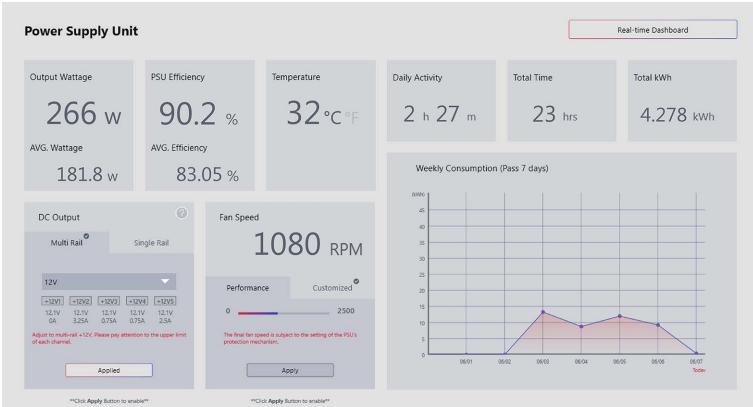 Power Supply Unit
Real-time Dashboard
Output Wattage
266 W
AVG. Wattage
181.8 W
PSU Efficiency
90.2 %
AVG. Efficiency
83.05 %
Temperature
32 °C °F
Daily Activity
2 h 27 m
Total Time
23 hrs
Total kWh
4.278 kWh
DC Output
?
Multi Rail
Single Rail
12V
+12V1 +12V2 +12V3 +12V4 +12V5
12.1V 12.1V 12.1V 12.1V 12.1V
0A 3.25A 0.75A 0.75A 2.5A
Adjust to multi-rail +12V. Please pay attention to the upper limit
of each channel.
Applied
**Click Apply Button to enable**
Fan Speed
1080 RPM
Performance
Customized
0 2500
The final fan speed is subject to the setting of the PSU's
protection mechanism.
Apply
**Click Apply Button to enable**
Weekly Consumption (Pass 7 days)
45
40
35
30
25
20
15
10
5
0
06/01 06/02 06/03 06/04 06/05 06/06 06/07
Today